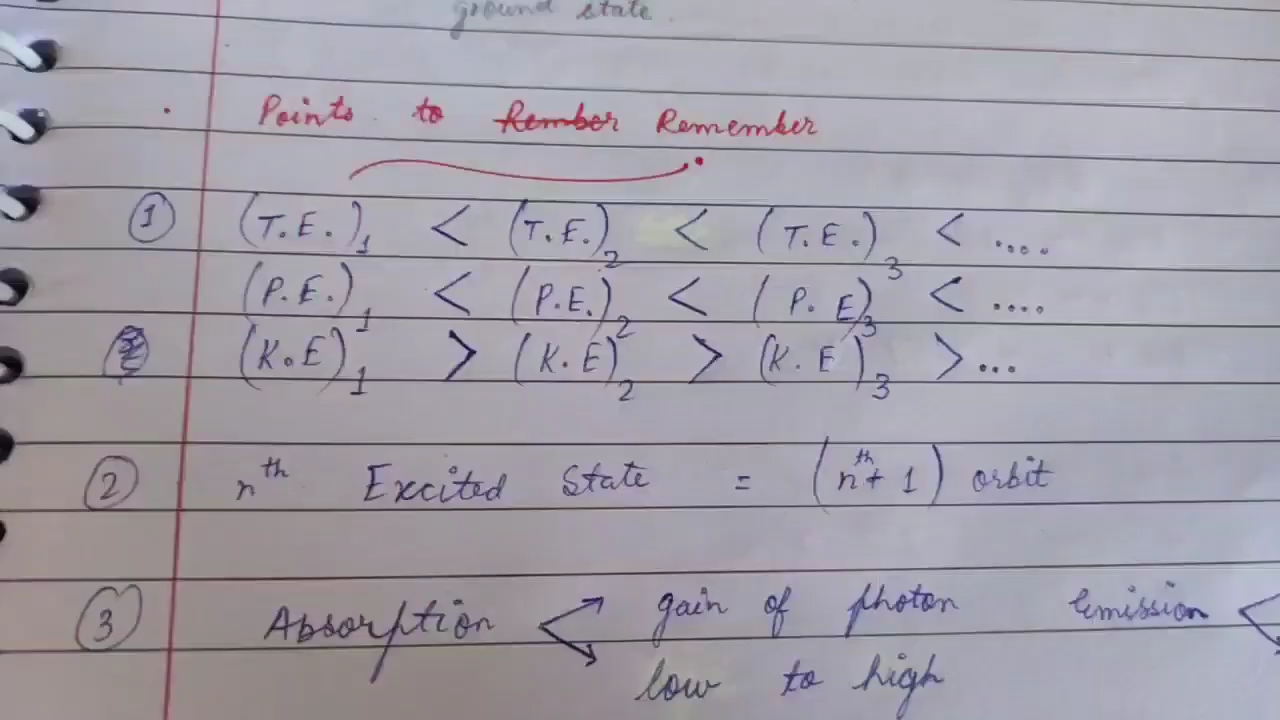 ground state.
Points to Rember Remember
① (T.E.)₁ < (T.E.)₂ < (T.E.)₃ < ....
(P.E.)₁ < (P.E.)₂ < (P.E)₃ < ....
(K.E)₁ > (K.E)₂ > (K.E)₃ > ...
② nᵗʰ Excited State = (nᵗʰ+ 1) orbit
③ Absorption gain of photon emission
low to high